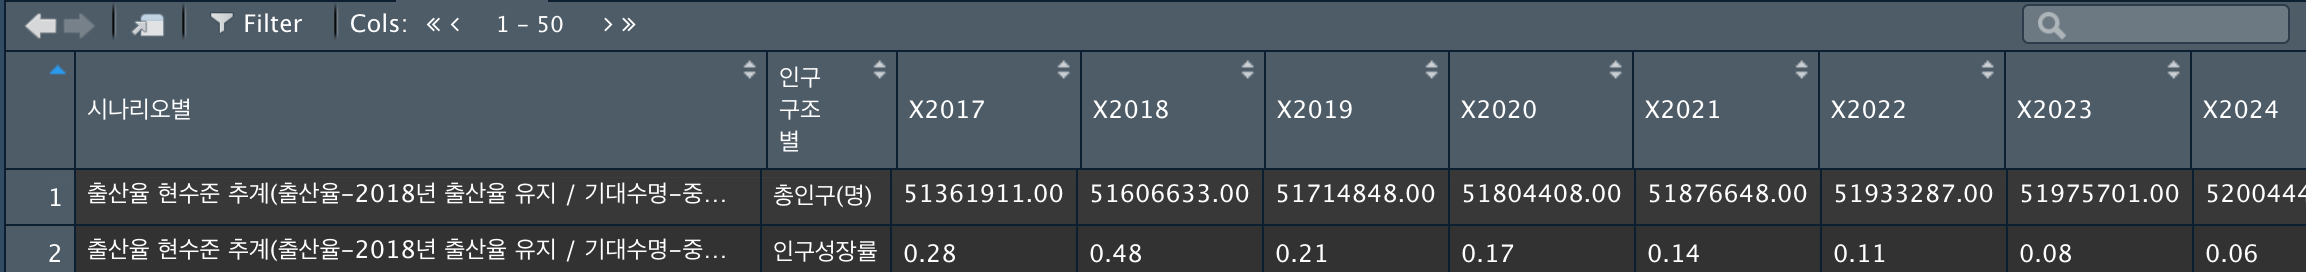 Filter Cols: « < 1 - 50 > »
시나리오별 인구 구조 별 X2017 X2018 X2019 X2020 X2021 X2022 X2023 X2024
1 출산율 현수준 추계(출산율-2018년 출산율 유지 / 기대수명-중... 총인구(명) 51361911.00 51606633.00 51714848.00 51804408.00 51876648.00 51933287.00 51975701.00 5200444
2 출산율 현수준 추계(출산율-2018년 출산율 유지 / 기대수명-중... 인구성장률 0.28 0.48 0.21 0.17 0.14 0.11 0.08 0.06